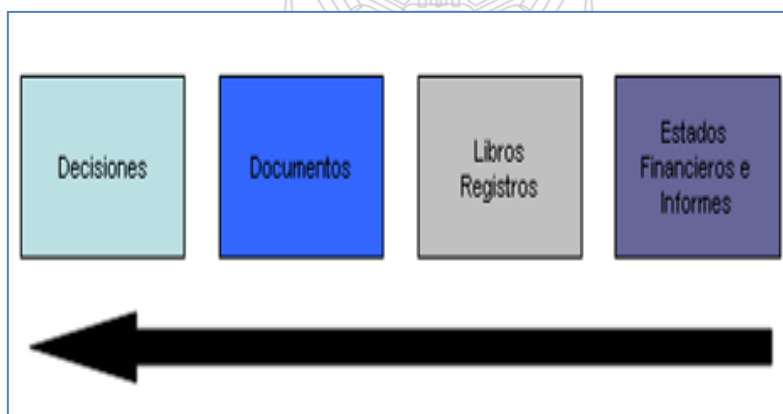 Decisiones
Documentos
Libros
Registros
Estados
Financieros e
Informes